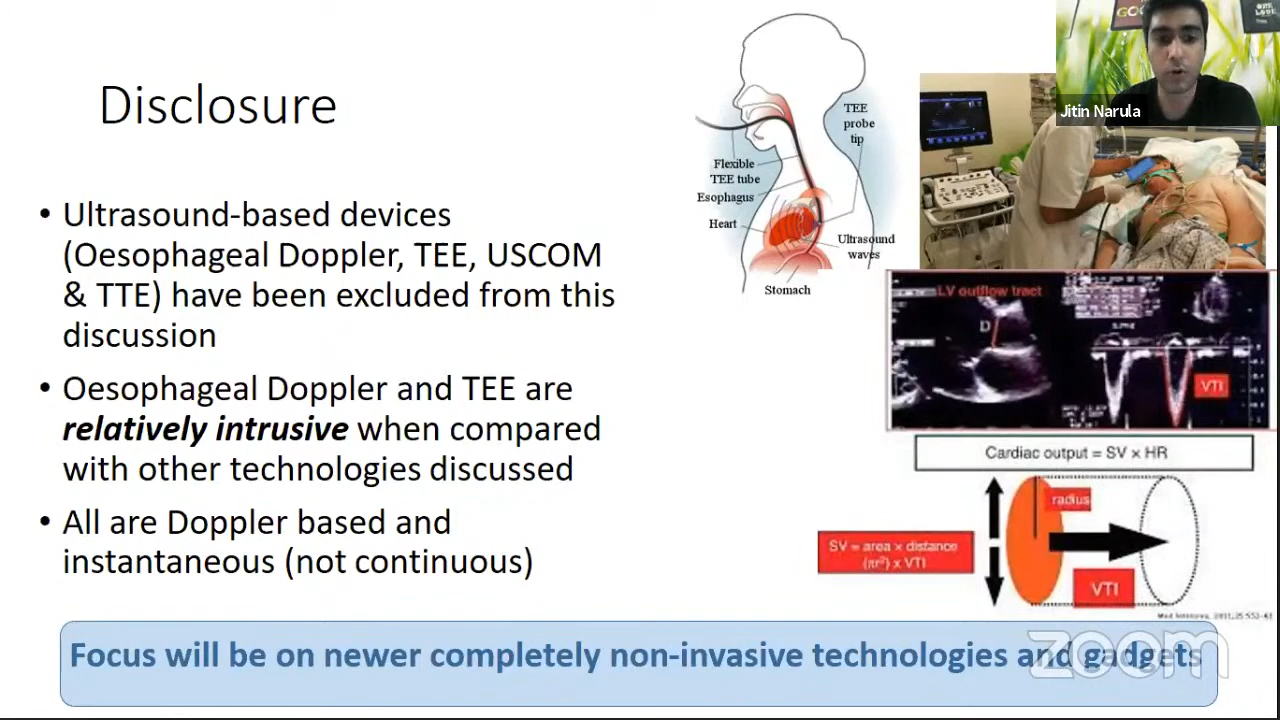 Disclosure
• Ultrasound-based devices
(Oesophageal Doppler, TEE, USCOM
& TTE) have been excluded from this
discussion
• Oesophageal Doppler and TEE are
relatively intrusive when compared
with other technologies discussed
• All are Doppler based and
instantaneous (not continuous)
Focus will be on newer completely non-invasive technologies and gadgets
TEE
probe
tip
Flexible
TEE tube
Esophagus
Heart
Ultrasound
waves
Stomach
Jitin Narula
LV outflow tract
D
VTI
Cardiac output = SV × HR
radius
SV = area × distance
(πr²) x VTI
VTI
zoom